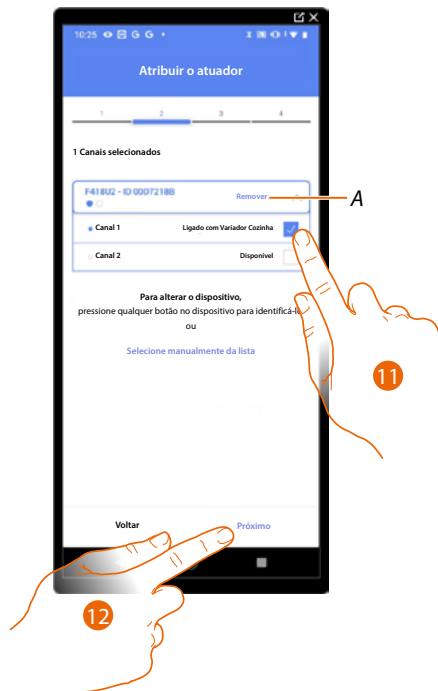 10:25 G G
Atribuir o atuador
1 2 3 4
1 Canais selecionados
F418U2 - ID 0007218B
Remover
A
Canal 1 Ligado com Variador Cozinha
Canal 2 Disponível
Para alterar o dispositivo,
pressione qualquer botão no dispositivo para identificá-lo
ou
Selecione manualmente da lista
11
Voltar Próximo
12